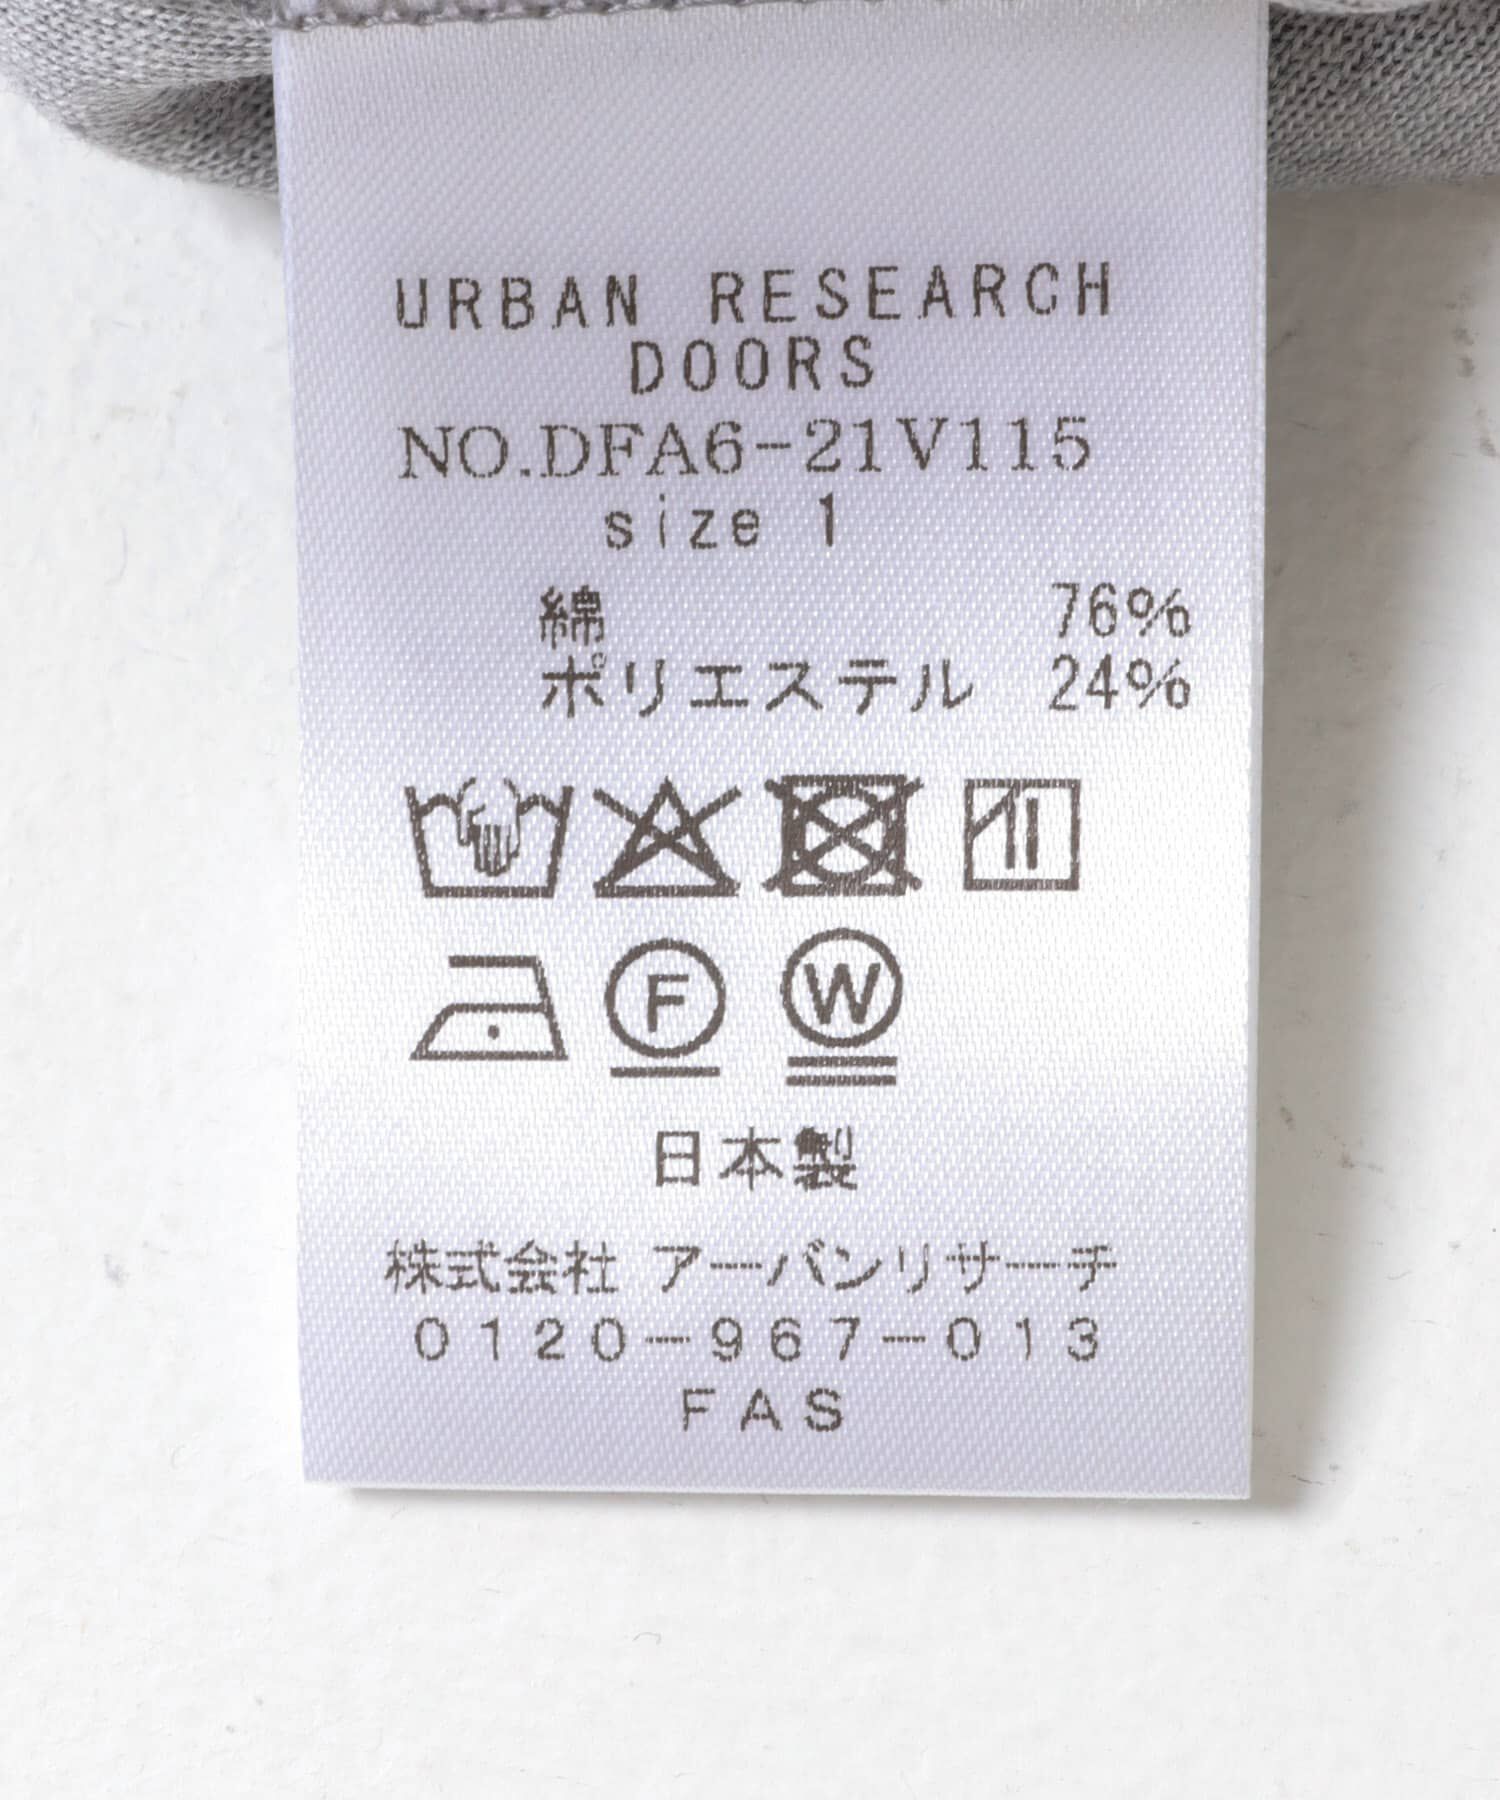 URBAN RESEARCH
DOORS
NO.DFA6-21V115
size 1
綿 76%
ポリエステル 24%
F W
日本製
株式会社 アーバンリサーチ
0120-967-013
FAS